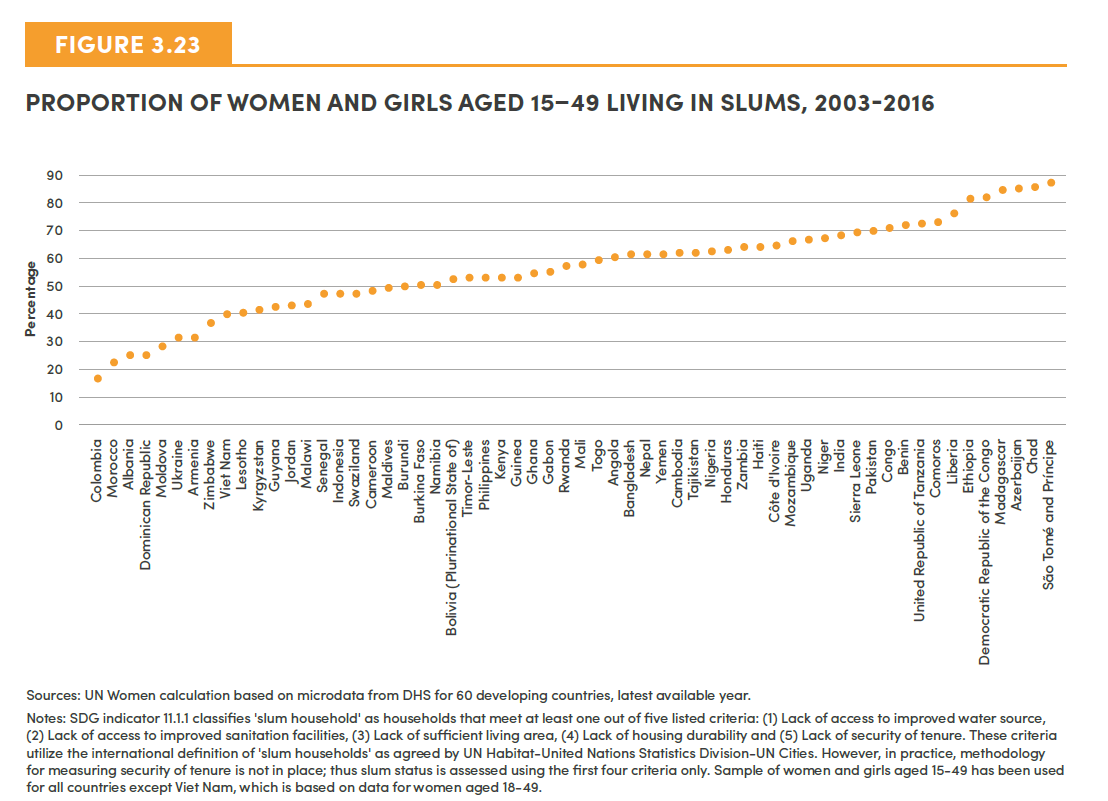 FIGURE 3.23
PROPORTION OF WOMEN AND GIRLS AGED 15–49 LIVING IN SLUMS, 2003-2016
Percentage
90
80
70
60
50
40
30
20
10
0
Colombia
Morocco
Albania
Dominican Republic
Moldova
Ukraine
Armenia
Zimbabwe
Viet Nam
Lesotho
Kyrgyzstan
Guyana
Jordan
Malawi
Senegal
Indonesia
Swaziland
Cameroon
Maldives
Burundi
Burkina Faso
Namibia
Bolivia (Plurinational State of)
Timor-Leste
Philippines
Kenya
Guinea
Ghana
Gabon
Rwanda
Mali
Togo
Angola
Bangladesh
Nepal
Yemen
Cambodia
Tajikistan
Nigeria
Honduras
Zambia
Haiti
Côte d'Ivoire
Mozambique
Uganda
Niger
India
Sierra Leone
Pakistan
Congo
Benin
United Republic of Tanzania
Comoros
Liberia
Ethiopia
Democratic Republic of the Congo
Madagascar
Azerbaijan
Chad
São Tomé and Príncipe
Sources: UN Women calculation based on microdata from DHS for 60 developing countries, latest available year.
Notes: SDG indicator 11.1.1 classifies 'slum household' as households that meet at least one out of five listed criteria: (1) Lack of access to improved water source,
(2) Lack of access to improved sanitation facilities, (3) Lack of sufficient living area, (4) Lack of housing durability and (5) Lack of security of tenure. These criteria
utilize the international definition of 'slum households' as agreed by UN Habitat-United Nations Statistics Division-UN Cities. However, in practice, methodology
for measuring security of tenure is not in place; thus slum status is assessed using the first four criteria only. Sample of women and girls aged 15-49 has been used
for all countries except Viet Nam, which is based on data for women aged 18-49.